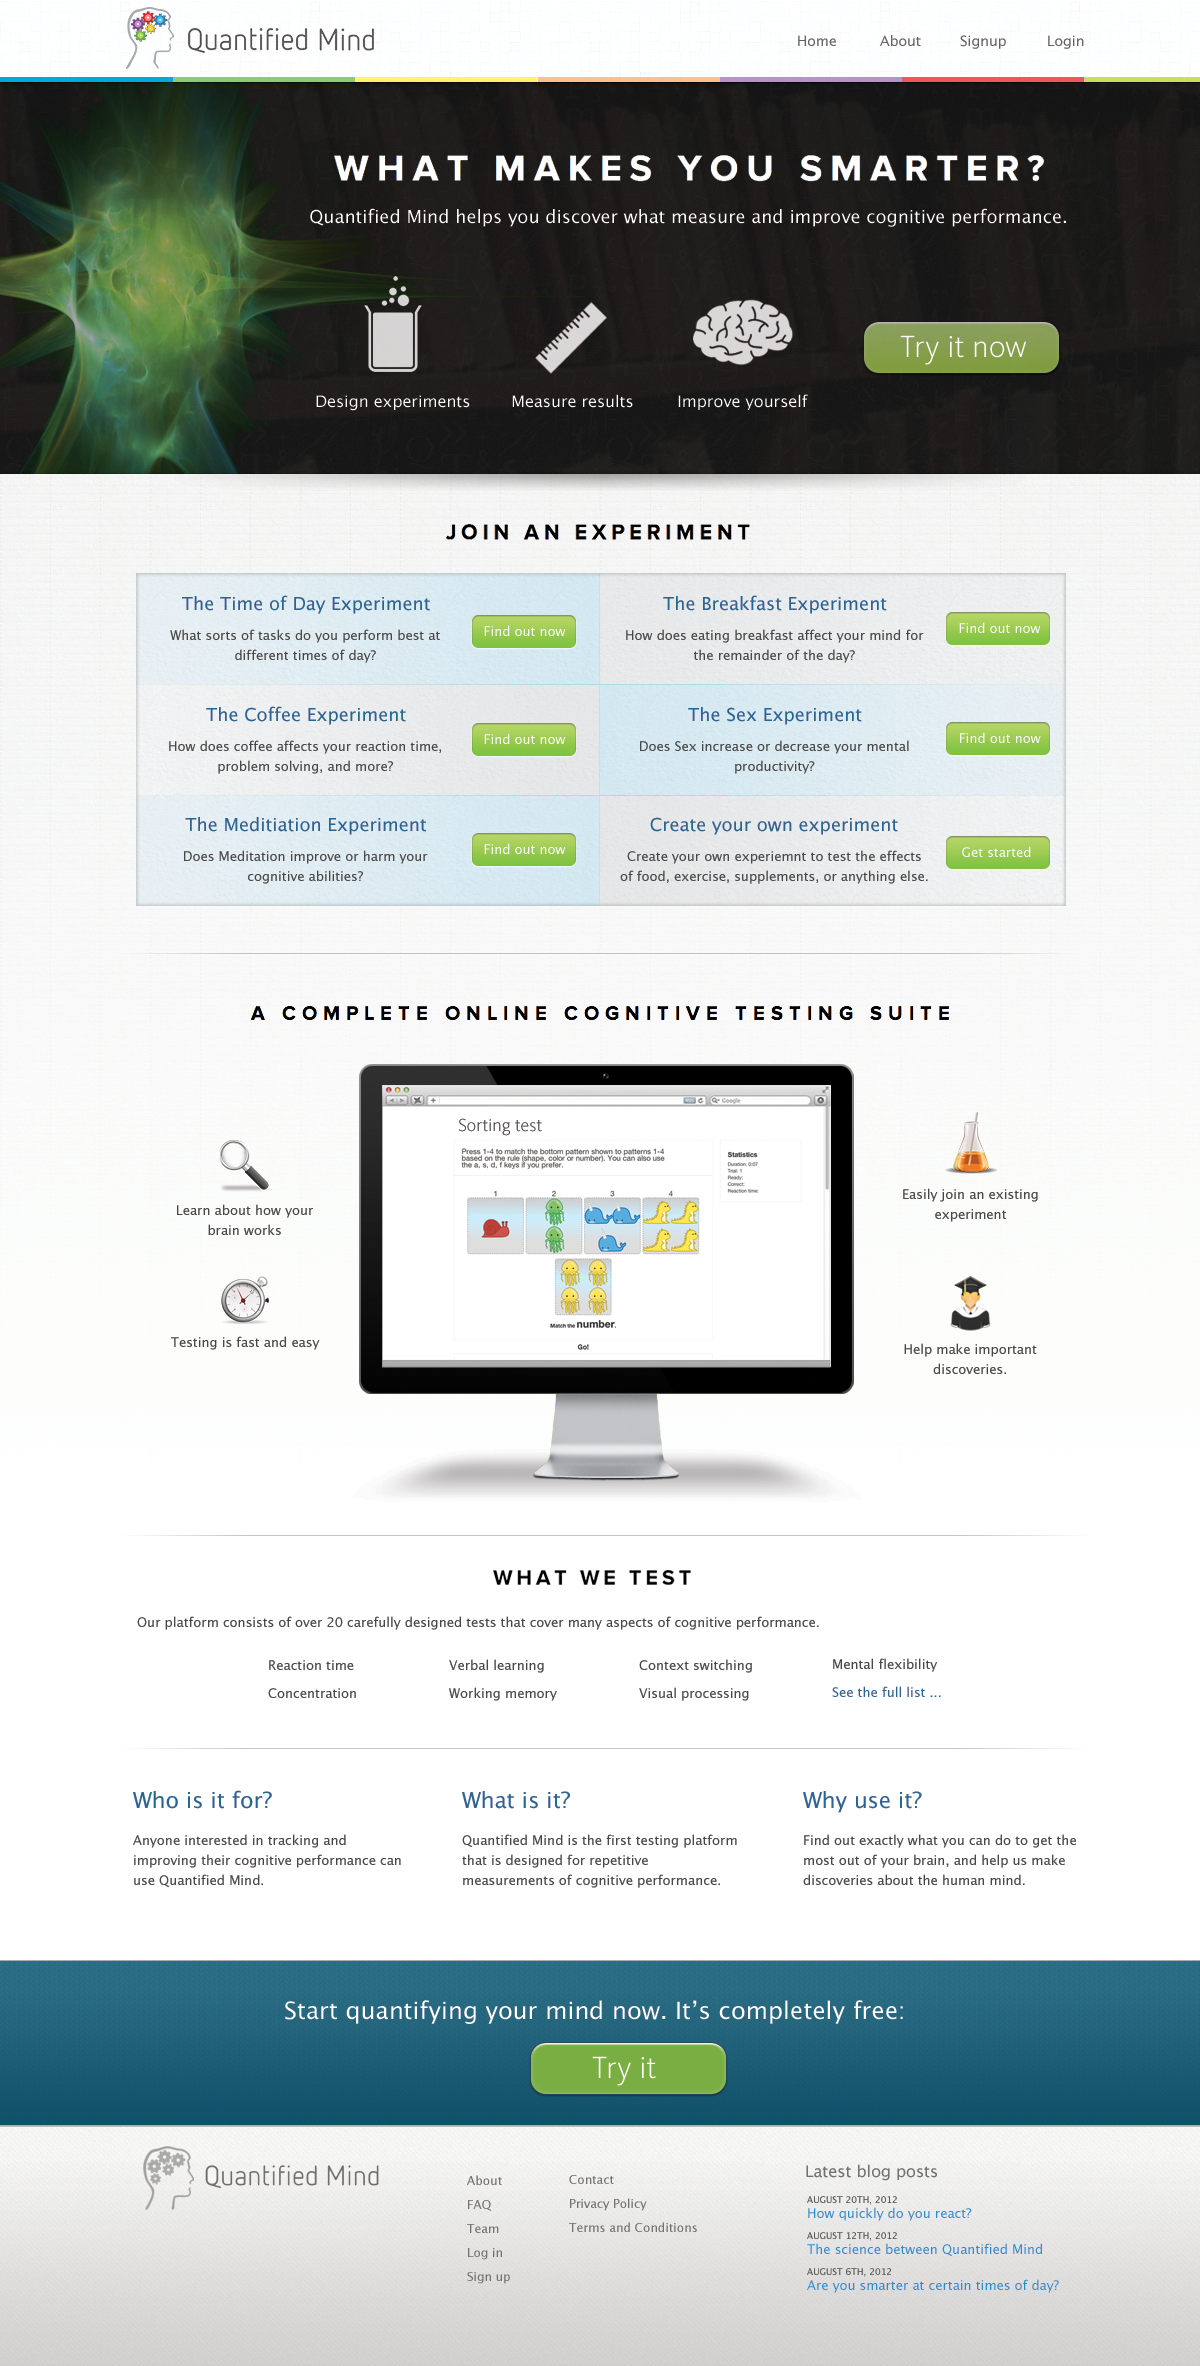 Quantified Mind
Home About Signup Login
WHAT MAKES YOU SMARTER?
Quantified Mind helps you discover what measure and improve cognitive performance.
Try it now
Design experiments Measure results Improve yourself
JOIN AN EXPERIMENT
The Time of Day Experiment
What sorts of tasks do you perform best at
different times of day?
Find out now
The Breakfast Experiment
How does eating breakfast affect your mind for
the remainder of the day?
Find out now
The Coffee Experiment
How does coffee affects your reaction time,
problem solving, and more?
Find out now
The Sex Experiment
Does Sex increase or decrease your mental
productivity?
Find out now
The Meditiation Experiment
Does Meditation improve or harm your
cognitive abilities?
Find out now
Create your own experiment
Create your own experiemnt to test the effects
of food, exercise, supplements, or anything else.
Get started
A COMPLETE ONLINE COGNITIVE TESTING SUITE
Learn about how your
brain works
Testing is fast and easy
Google
Sorting test
Press 1-4 to match the bottom pattern shown to patterns 1-4
based on the rule (shape, color or number). You can also use
the a, s, d, f keys if you prefer.
1 2 3 4
Match the number.
Go!
Statistics
Duration: 0:07
Trial: 1
Ready:
Correct:
Reaction time:
Easily join an existing
experiment
Help make important
discoveries.
WHAT WE TEST
Our platform consists of over 20 carefully designed tests that cover many aspects of cognitive performance.
Reaction time Verbal learning Context switching Mental flexibility
Concentration Working memory Visual processing See the full list ...
Who is it for?
Anyone interested in tracking and
improving their cognitive performance can
use Quantified Mind.
What is it?
Quantified Mind is the first testing platform
that is designed for repetitive
measurements of cognitive performance.
Why use it?
Find out exactly what you can do to get the
most out of your brain, and help us make
discoveries about the human mind.
Start quantifying your mind now. It’s completely free:
Try it
Quantified Mind
About
FAQ
Team
Log in
Sign up
Contact
Privacy Policy
Terms and Conditions
Latest blog posts
AUGUST 20TH, 2012
How quickly do you react?
AUGUST 12TH, 2012
The science between Quantified Mind
AUGUST 6TH, 2012
Are you smarter at certain times of day?